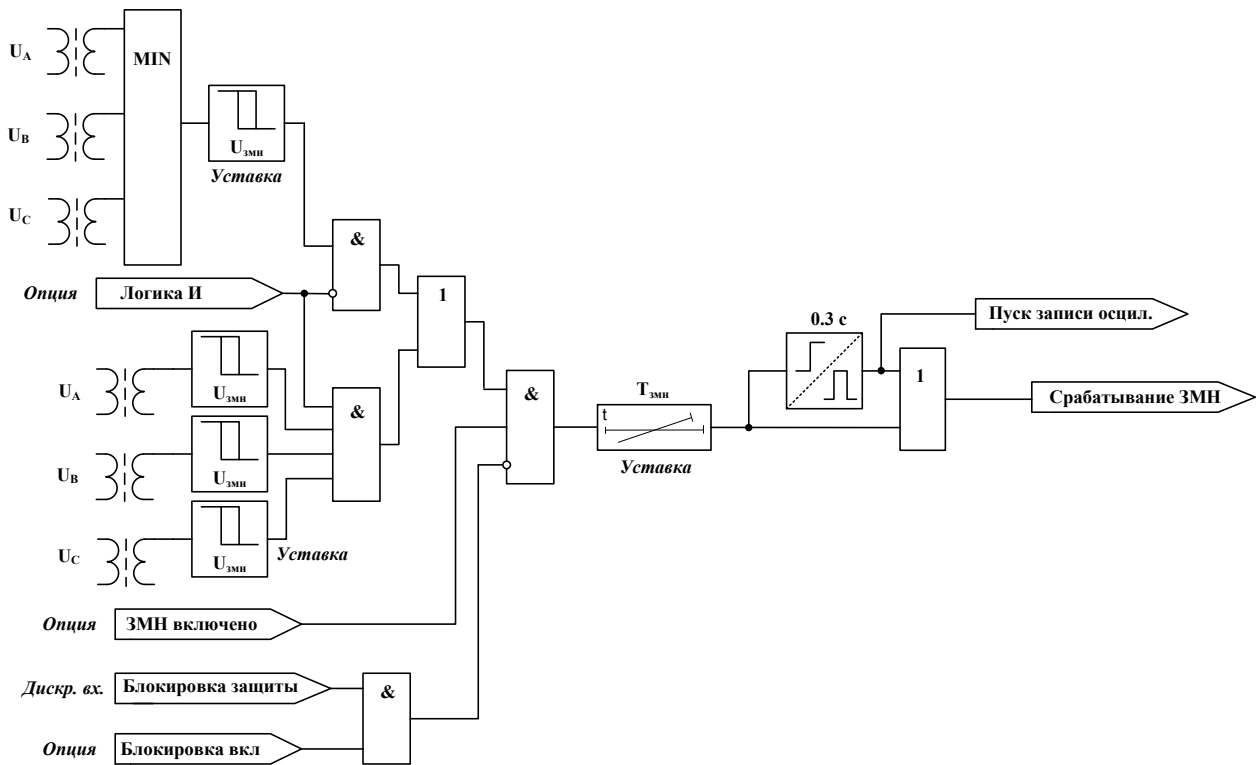 U_A
MIN
U_B
U_змн
Уставка
U_C
&
Опция
Логика И
1
0.3 с
Пуск записи осцил.
U_A
U_змн
&
&
T_змн
t
1
Срабатывание ЗМН
U_B
U_змн
Уставка
U_C
U_змн
Уставка
Опция
ЗМН включено
Дискр. вх.
Блокировка защиты
&
Опция
Блокировка вкл